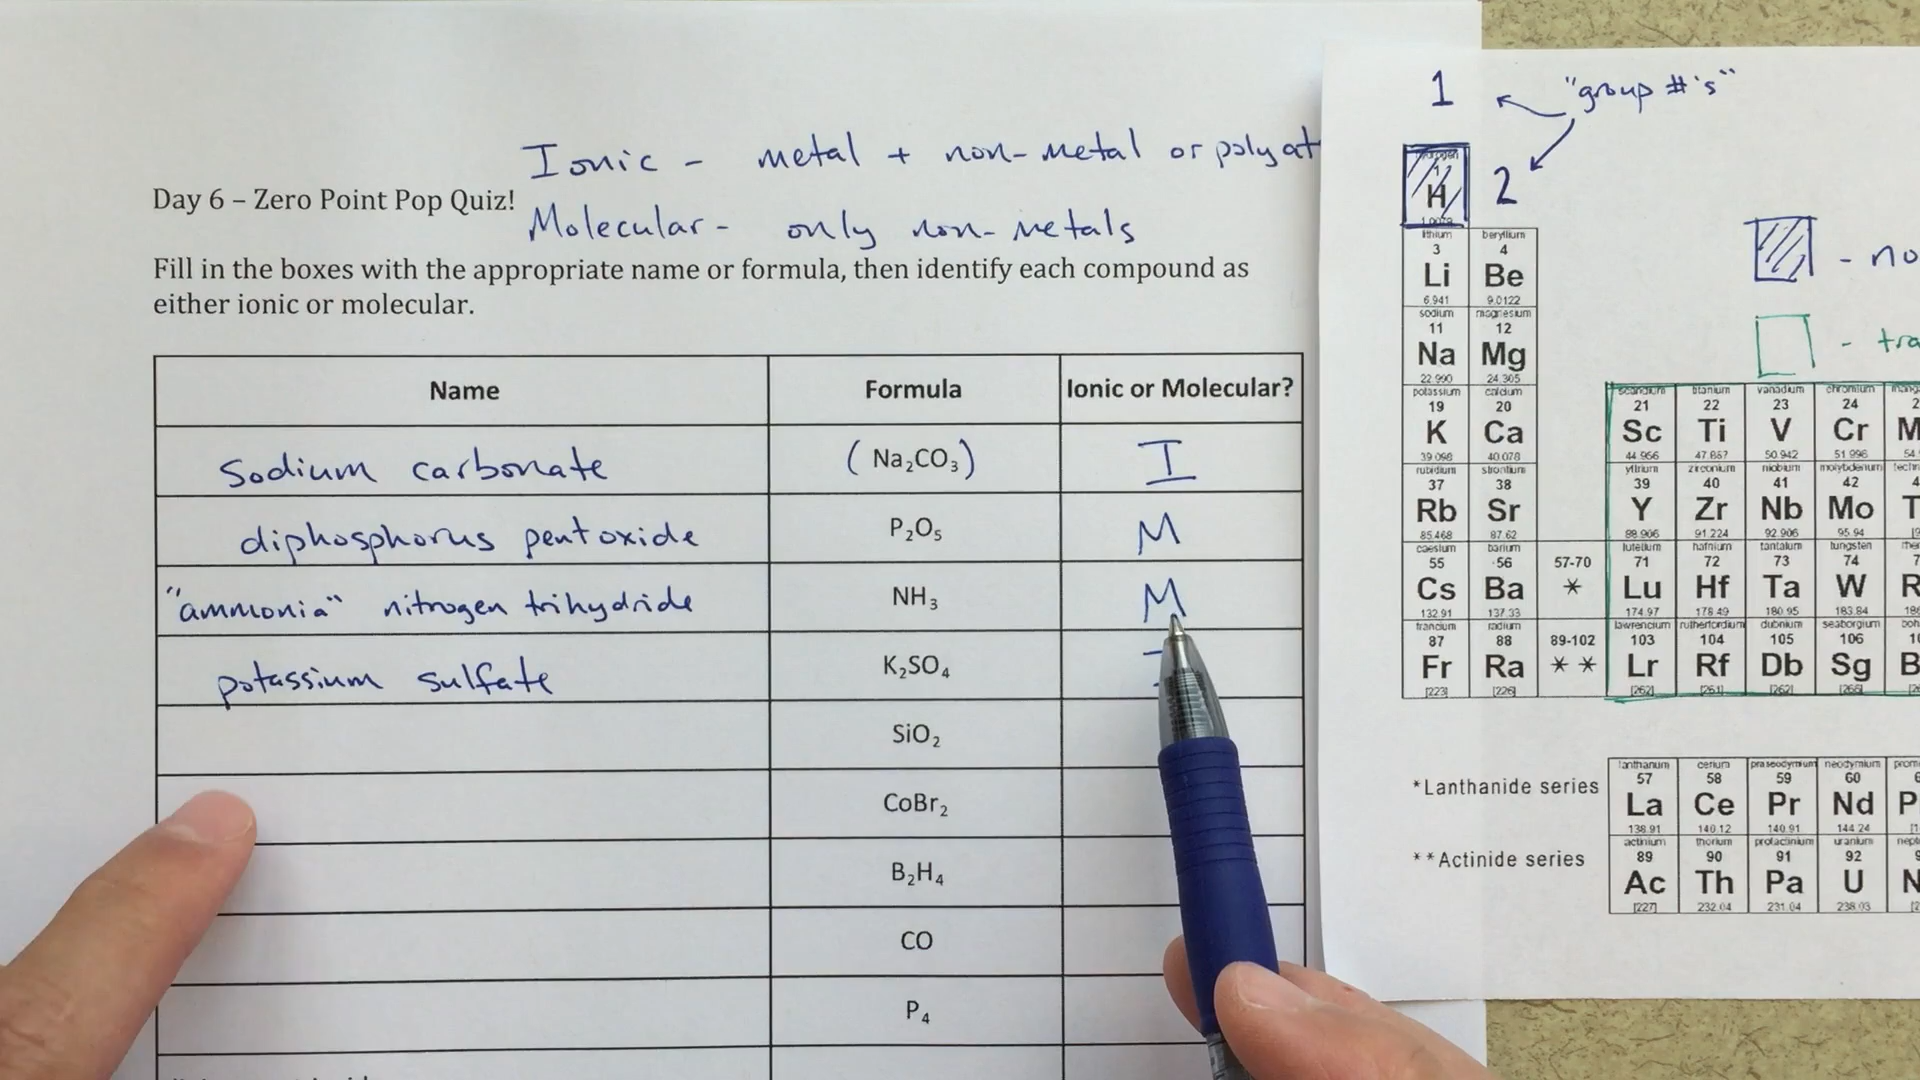 Ionic - metal + non-metal or polyat
Day 6 – Zero Point Pop Quiz!
Molecular - only non-metals
Fill in the boxes with the appropriate name or formula, then identify each compound as
either ionic or molecular.
Name Formula Ionic or Molecular?
Sodium carbonate (Na₂CO₃) I
diphosphorus pentoxide P₂O₅ M
"ammonia" nitrogen trihydride NH₃ M
potassium sulfate K₂SO₄
SiO₂
CoBr₂
B₂H₄
CO
P₄
1 "group #'s"
2
1
H
1.0079
- no
- tra
lithium beryllium
3 4
Li Be
6.941 9.0122
sodium magnesium
11 12
Na Mg
22.990 24.305
potassium calcium scandium titanium vanadium chromium
19 20 21 22 23 24
K Ca Sc Ti V Cr M
39.098 40.078 44.956 47.867 50.942 51.996
rubidium strontium yttrium zirconium niobium molybdenum
37 38 39 40 41 42
Rb Sr Y Zr Nb Mo T
85.468 87.62 88.906 91.224 92.906 95.94
caesium barium lutetium hafnium tantalum tungsten
55 56 57-70 71 72 73 74
Cs Ba * Lu Hf Ta W R
132.91 137.33 174.97 178.49 180.95 183.84
francium radium lawrencium rutherfordium dubnium seaborgium
87 88 89-102 103 104 105 106
Fr Ra * * Lr Rf Db Sg B
[223] [226] [262] [261] [262] [266]
lanthanum cerium praseodymium neodymium prom
*Lanthanide series 57 58 59 60
La Ce Pr Nd P
138.91 140.12 140.91 144.24
actinium thorium protactinium uranium nept
**Actinide series 89 90 91 92
Ac Th Pa U N
[227] 232.04 231.04 238.03